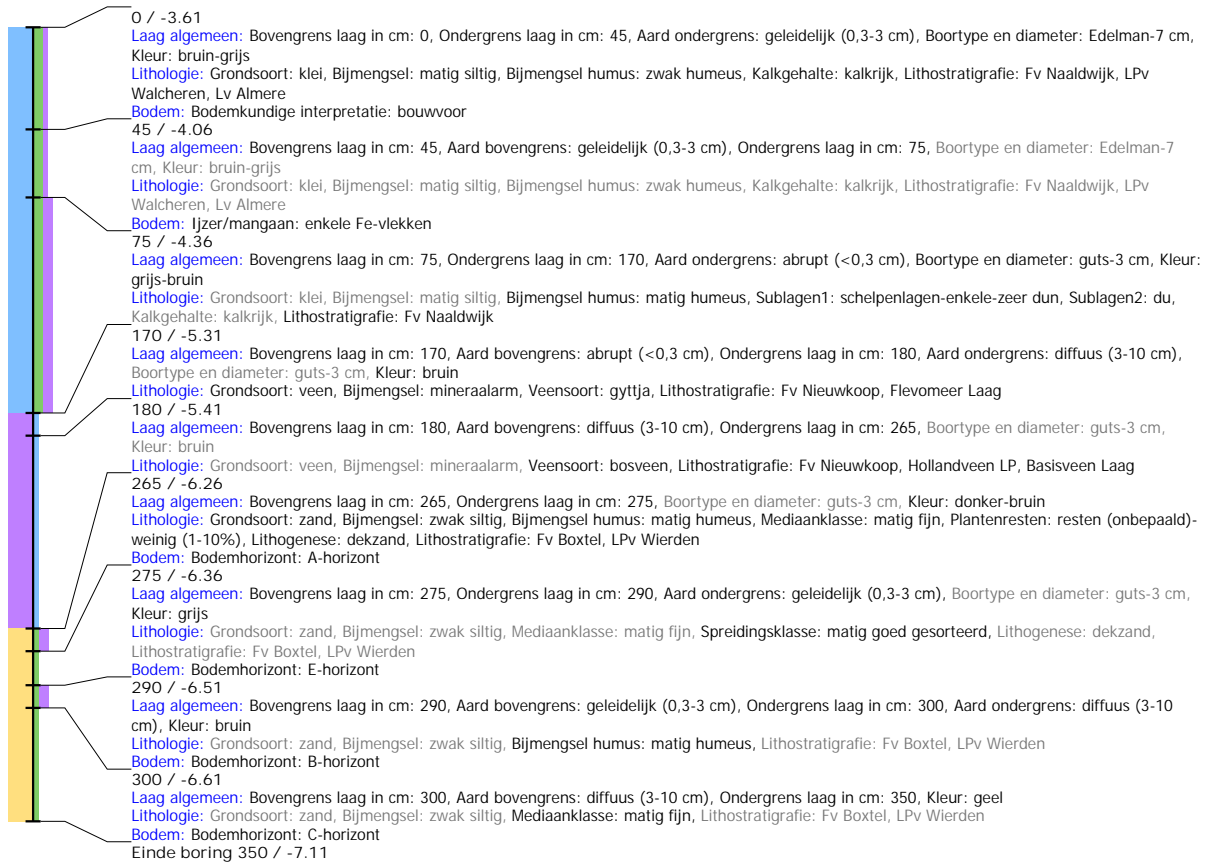 0 / -3.61
Laag algemeen: Bovengrens laag in cm: 0, Ondergrens laag in cm: 45, Aard ondergrens: geleidelijk (0,3-3 cm), Boortype en diameter: Edelman-7 cm,
Kleur: bruin-grijs
Lithologie: Grondsoort: klei, Bijmengsel: matig siltig, Bijmengsel humus: zwak humeus, Kalkgehalte: kalkrijk, Lithostratigrafie: Fv Naaldwijk, LPv
Walcheren, Lv Almere
Bodem: Bodemkundige interpretatie: bouwvoor
45 / -4.06
Laag algemeen: Bovengrens laag in cm: 45, Aard bovengrens: geleidelijk (0,3-3 cm), Ondergrens laag in cm: 75, Boortype en diameter: Edelman-7
cm, Kleur: bruin-grijs
Lithologie: Grondsoort: klei, Bijmengsel: matig siltig, Bijmengsel humus: zwak humeus, Kalkgehalte: kalkrijk, Lithostratigrafie: Fv Naaldwijk, LPv
Walcheren, Lv Almere
Bodem: Ijzer/mangaan: enkele Fe-vlekken
75 / -4.36
Laag algemeen: Bovengrens laag in cm: 75, Ondergrens laag in cm: 170, Aard ondergrens: abrupt (<0,3 cm), Boortype en diameter: guts-3 cm, Kleur:
grijs-bruin
Lithologie: Grondsoort: klei, Bijmengsel: matig siltig, Bijmengsel humus: matig humeus, Sublagen1: schelpenlagen-enkele-zeer dun, Sublagen2: du,
Kalkgehalte: kalkrijk, Lithostratigrafie: Fv Naaldwijk
170 / -5.31
Laag algemeen: Bovengrens laag in cm: 170, Aard bovengrens: abrupt (<0,3 cm), Ondergrens laag in cm: 180, Aard ondergrens: diffuus (3-10 cm),
Boortype en diameter: guts-3 cm, Kleur: bruin
Lithologie: Grondsoort: veen, Bijmengsel: mineraalarm, Veensoort: gyttja, Lithostratigrafie: Fv Nieuwkoop, Flevomeer Laag
180 / -5.41
Laag algemeen: Bovengrens laag in cm: 180, Aard bovengrens: diffuus (3-10 cm), Ondergrens laag in cm: 265, Boortype en diameter: guts-3 cm,
Kleur: bruin
Lithologie: Grondsoort: veen, Bijmengsel: mineraalarm, Veensoort: bosveen, Lithostratigrafie: Fv Nieuwkoop, Hollandveen LP, Basisveen Laag
265 / -6.26
Laag algemeen: Bovengrens laag in cm: 265, Ondergrens laag in cm: 275, Boortype en diameter: guts-3 cm, Kleur: donker-bruin
Lithologie: Grondsoort: zand, Bijmengsel: zwak siltig, Bijmengsel humus: matig humeus, Mediaanklasse: matig fijn, Plantenresten: resten (onbepaald)-
weinig (1-10%), Lithogenese: dekzand, Lithostratigrafie: Fv Boxtel, LPv Wierden
Bodem: Bodemhorizont: A-horizont
275 / -6.36
Laag algemeen: Bovengrens laag in cm: 275, Ondergrens laag in cm: 290, Aard ondergrens: geleidelijk (0,3-3 cm), Boortype en diameter: guts-3 cm,
Kleur: grijs
Lithologie: Grondsoort: zand, Bijmengsel: zwak siltig, Mediaanklasse: matig fijn, Spreidingsklasse: matig goed gesorteerd, Lithogenese: dekzand,
Lithostratigrafie: Fv Boxtel, LPv Wierden
Bodem: Bodemhorizont: E-horizont
290 / -6.51
Laag algemeen: Bovengrens laag in cm: 290, Aard bovengrens: geleidelijk (0,3-3 cm), Ondergrens laag in cm: 300, Aard ondergrens: diffuus (3-10
cm), Kleur: bruin
Lithologie: Grondsoort: zand, Bijmengsel: zwak siltig, Bijmengsel humus: matig humeus, Lithostratigrafie: Fv Boxtel, LPv Wierden
Bodem: Bodemhorizont: B-horizont
300 / -6.61
Laag algemeen: Bovengrens laag in cm: 300, Aard bovengrens: diffuus (3-10 cm), Ondergrens laag in cm: 350, Kleur: geel
Lithologie: Grondsoort: zand, Bijmengsel: zwak siltig, Mediaanklasse: matig fijn, Lithostratigrafie: Fv Boxtel, LPv Wierden
Bodem: Bodemhorizont: C-horizont
Einde boring 350 / -7.11